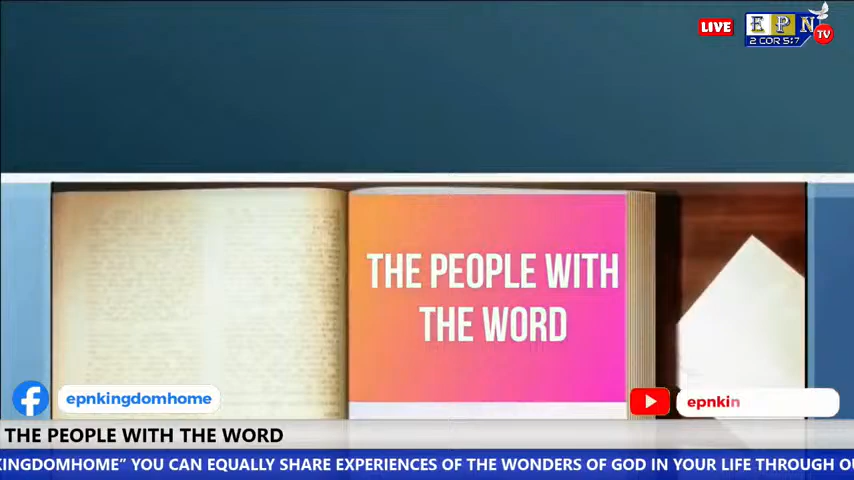 LIVE
EPN
TV
2 COR 5:7
THE PEOPLE WITH
THE WORD
epnkingdomhome
epnkin
THE PEOPLE WITH THE WORD
KINGDOMHOME" YOU CAN EQUALLY SHARE EXPERIENCES OF THE WONDERS OF GOD IN YOUR LIFE THROUGH OU